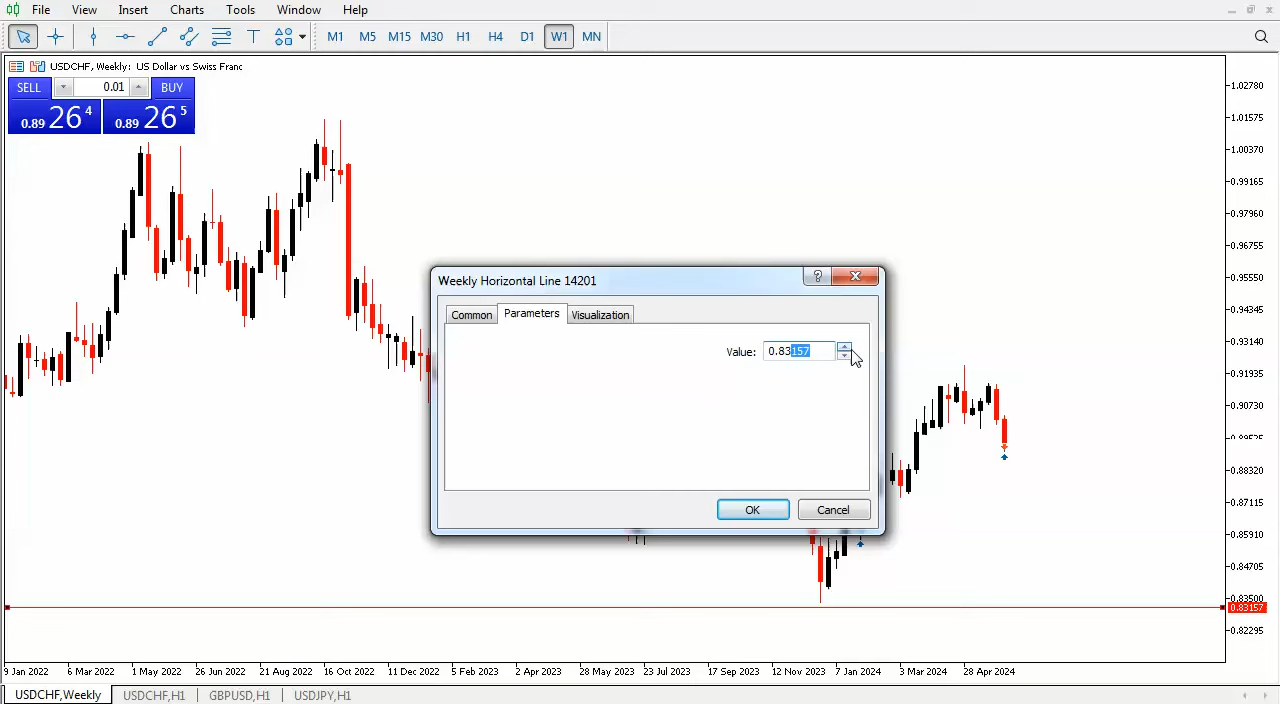 File View Insert Charts Tools Window Help
T M1 M5 M15 M30 H1 H4 D1 W1 MN
USDCHF, Weekly: US Dollar vs Swiss Franc
SELL 0.01 BUY
0.89 26 4 0.89 26 5
1.02780
1.01575
1.00370
0.99165
0.97960
0.96755
0.95550
0.94345
0.93140
0.91935
0.90730
0.88320
0.87115
0.85910
0.84705
0.83500
0.83157
0.82295
Weekly Horizontal Line 14201 ?
Common Parameters Visualization
Value: 0.83157
OK Cancel
9 Jan 2022 6 Mar 2022 1 May 2022 26 Jun 2022 21 Aug 2022 16 Oct 2022 11 Dec 2022 5 Feb 2023 2 Apr 2023 28 May 2023 23 Jul 2023 17 Sep 2023 12 Nov 2023 7 Jan 2024 3 Mar 2024 28 Apr 2024
USDCHF,Weekly USDCHF,H1 GBPUSD,H1 USDJPY,H1